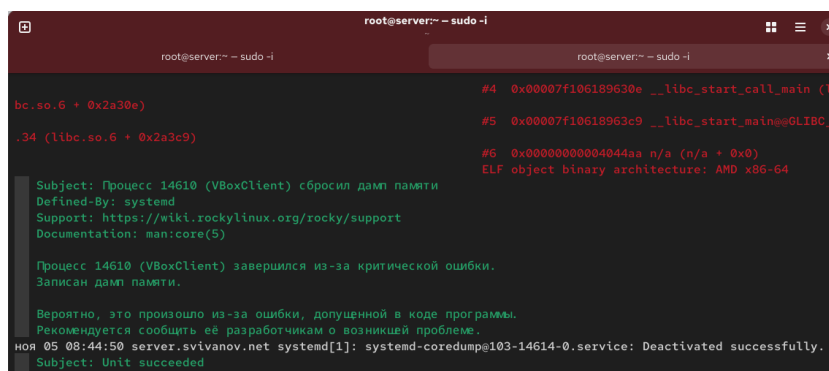 root@server:~ — sudo -i
root@server:~ — sudo -i
root@server:~ — sudo -i
#4 0x00007f106189630e __libc_start_call_main (l
bc.so.6 + 0x2a30e)
#5 0x00007f10618963c9 __libc_start_main@@GLIBC_
.34 (libc.so.6 + 0x2a3c9)
#6 0x00000000004044aa n/a (n/a + 0x0)
ELF object binary architecture: AMD x86-64
Subject: Процесс 14610 (VBoxClient) сбросил дамп памяти
Defined-By: systemd
Support: https://wiki.rockylinux.org/rocky/support
Documentation: man:core(5)
Процесс 14610 (VBoxClient) завершился из-за критической ошибки.
Записан дамп памяти.
Вероятно, это произошло из-за ошибки, допущенной в коде программы.
Рекомендуется сообщить её разработчикам о возникшей проблеме.
ноя 05 08:44:50 server.svivanov.net systemd[1]: systemd-coredump@103-14614-0.service: Deactivated successfully.
Subject: Unit succeeded